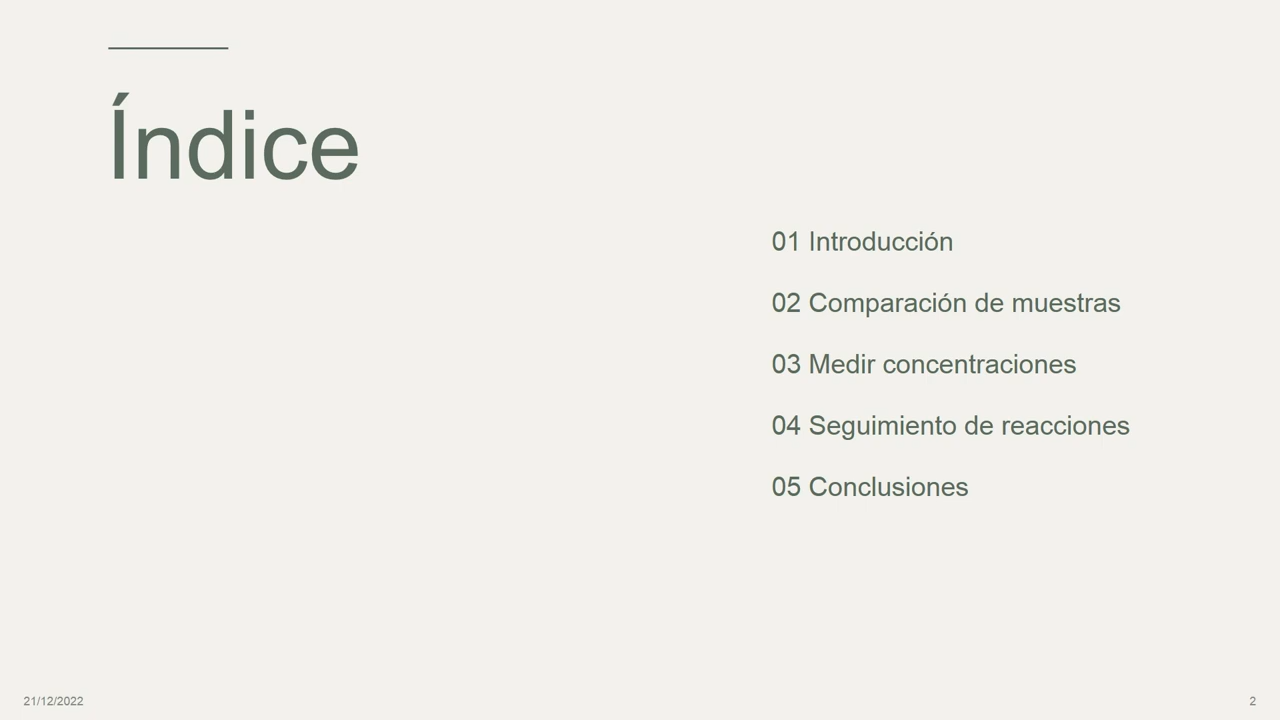 Índice
01 Introducción
02 Comparación de muestras
03 Medir concentraciones
04 Seguimiento de reacciones
05 Conclusiones
21/12/2022
2